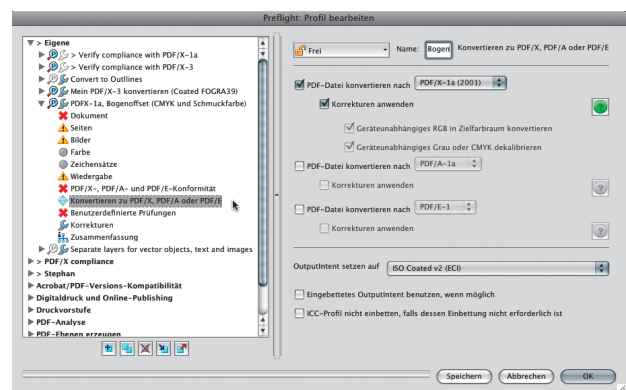 Preflight: Profil bearbeiten
> Eigene
> Verify compliance with PDF/X-1a
> Verify compliance with PDF/X-3
Convert to Outllines
Mein PDF/X-3 konvertieren (Coated FOGRA39)
PDFX-1a, Bogenoffset (CMYK und Schmuckfarbe)
Dokument
Seiten
Bilder
Farbe
Zeichensätze
Wiedergabe
PDF/X-, PDF/A- und PDF/E-Konformität
Konvertieren zu PDF/X, PDF/A oder PDF/E
Benutzerdefinierte Prüfungen
Korrekturen
Zusammenfassung
Separate layers for vector objects, text and images
> PDF/X compliance
> Stephan
Acrobat/PDF-Versions-Kompatibilität
Digitaldruck und Online-Publishing
Druckvorstufe
PDF-Analyse
PDF-Ebenen erzeugen
Frei Name: Bogen Konvertieren zu PDF/X, PDF/A oder PDF/E
PDF-Datei konvertieren nach PDF/X-1a (2001)
Korrekturen anwenden
Geräteunabhängiges RGB in Zielfarbraum konvertieren
Geräteunabhängiges Grau oder CMYK dekalibrieren
PDF-Datei konvertieren nach PDF/A-1a
Korrekturen anwenden
PDF-Datei konvertieren nach PDF/E-1
Korrekturen anwenden
OutputIntent setzen auf ISO Coated v2 (ECI)
Eingebettetes OutputIntent benutzen, wenn möglich
ICC-Profil nicht einbetten, falls dessen Einbettung nicht erforderlich ist
Speichern Abbrechen OK